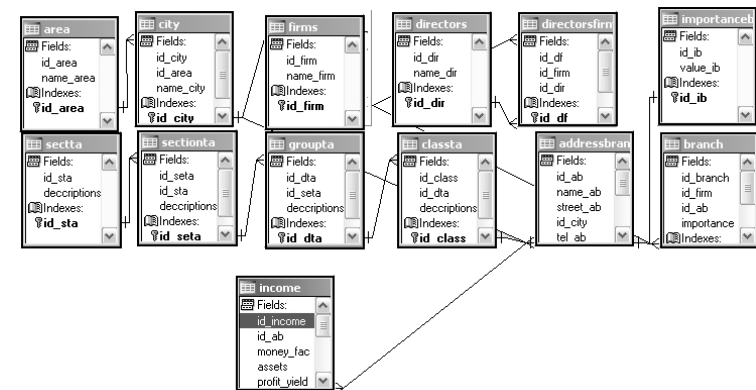 area
Fields:
id_area
name_area
Indexes:
id_area
city
Fields:
id_city
id_area
name_city
Indexes:
id_city
firms
Fields:
id_firm
name_firm
Indexes:
id_firm
directors
Fields:
id_dir
name_dir
Indexes:
id_dir
directorsfirm
Fields:
id_df
id_firm
id_dir
Indexes:
id_df
importanceb
Fields:
id_ib
value_ib
Indexes:
id_ib
sectta
Fields:
id_sta
deccriptions
Indexes:
id_sta
sectionta
Fields:
id_seta
id_sta
deccriptions
Indexes:
id_seta
groupta
Fields:
id_dta
id_seta
deccriptions
Indexes:
id_dta
classta
Fields:
id_class
id_dta
deccriptions
Indexes:
id_class
addressbran
Fields:
id_ab
name_ab
street_ab
id_city
tel_ab
branch
Fields:
id_branch
id_firm
id_ab
importance
Indexes:
income
Fields:
id_income
id_ab
money_fac
assets
profit_yield